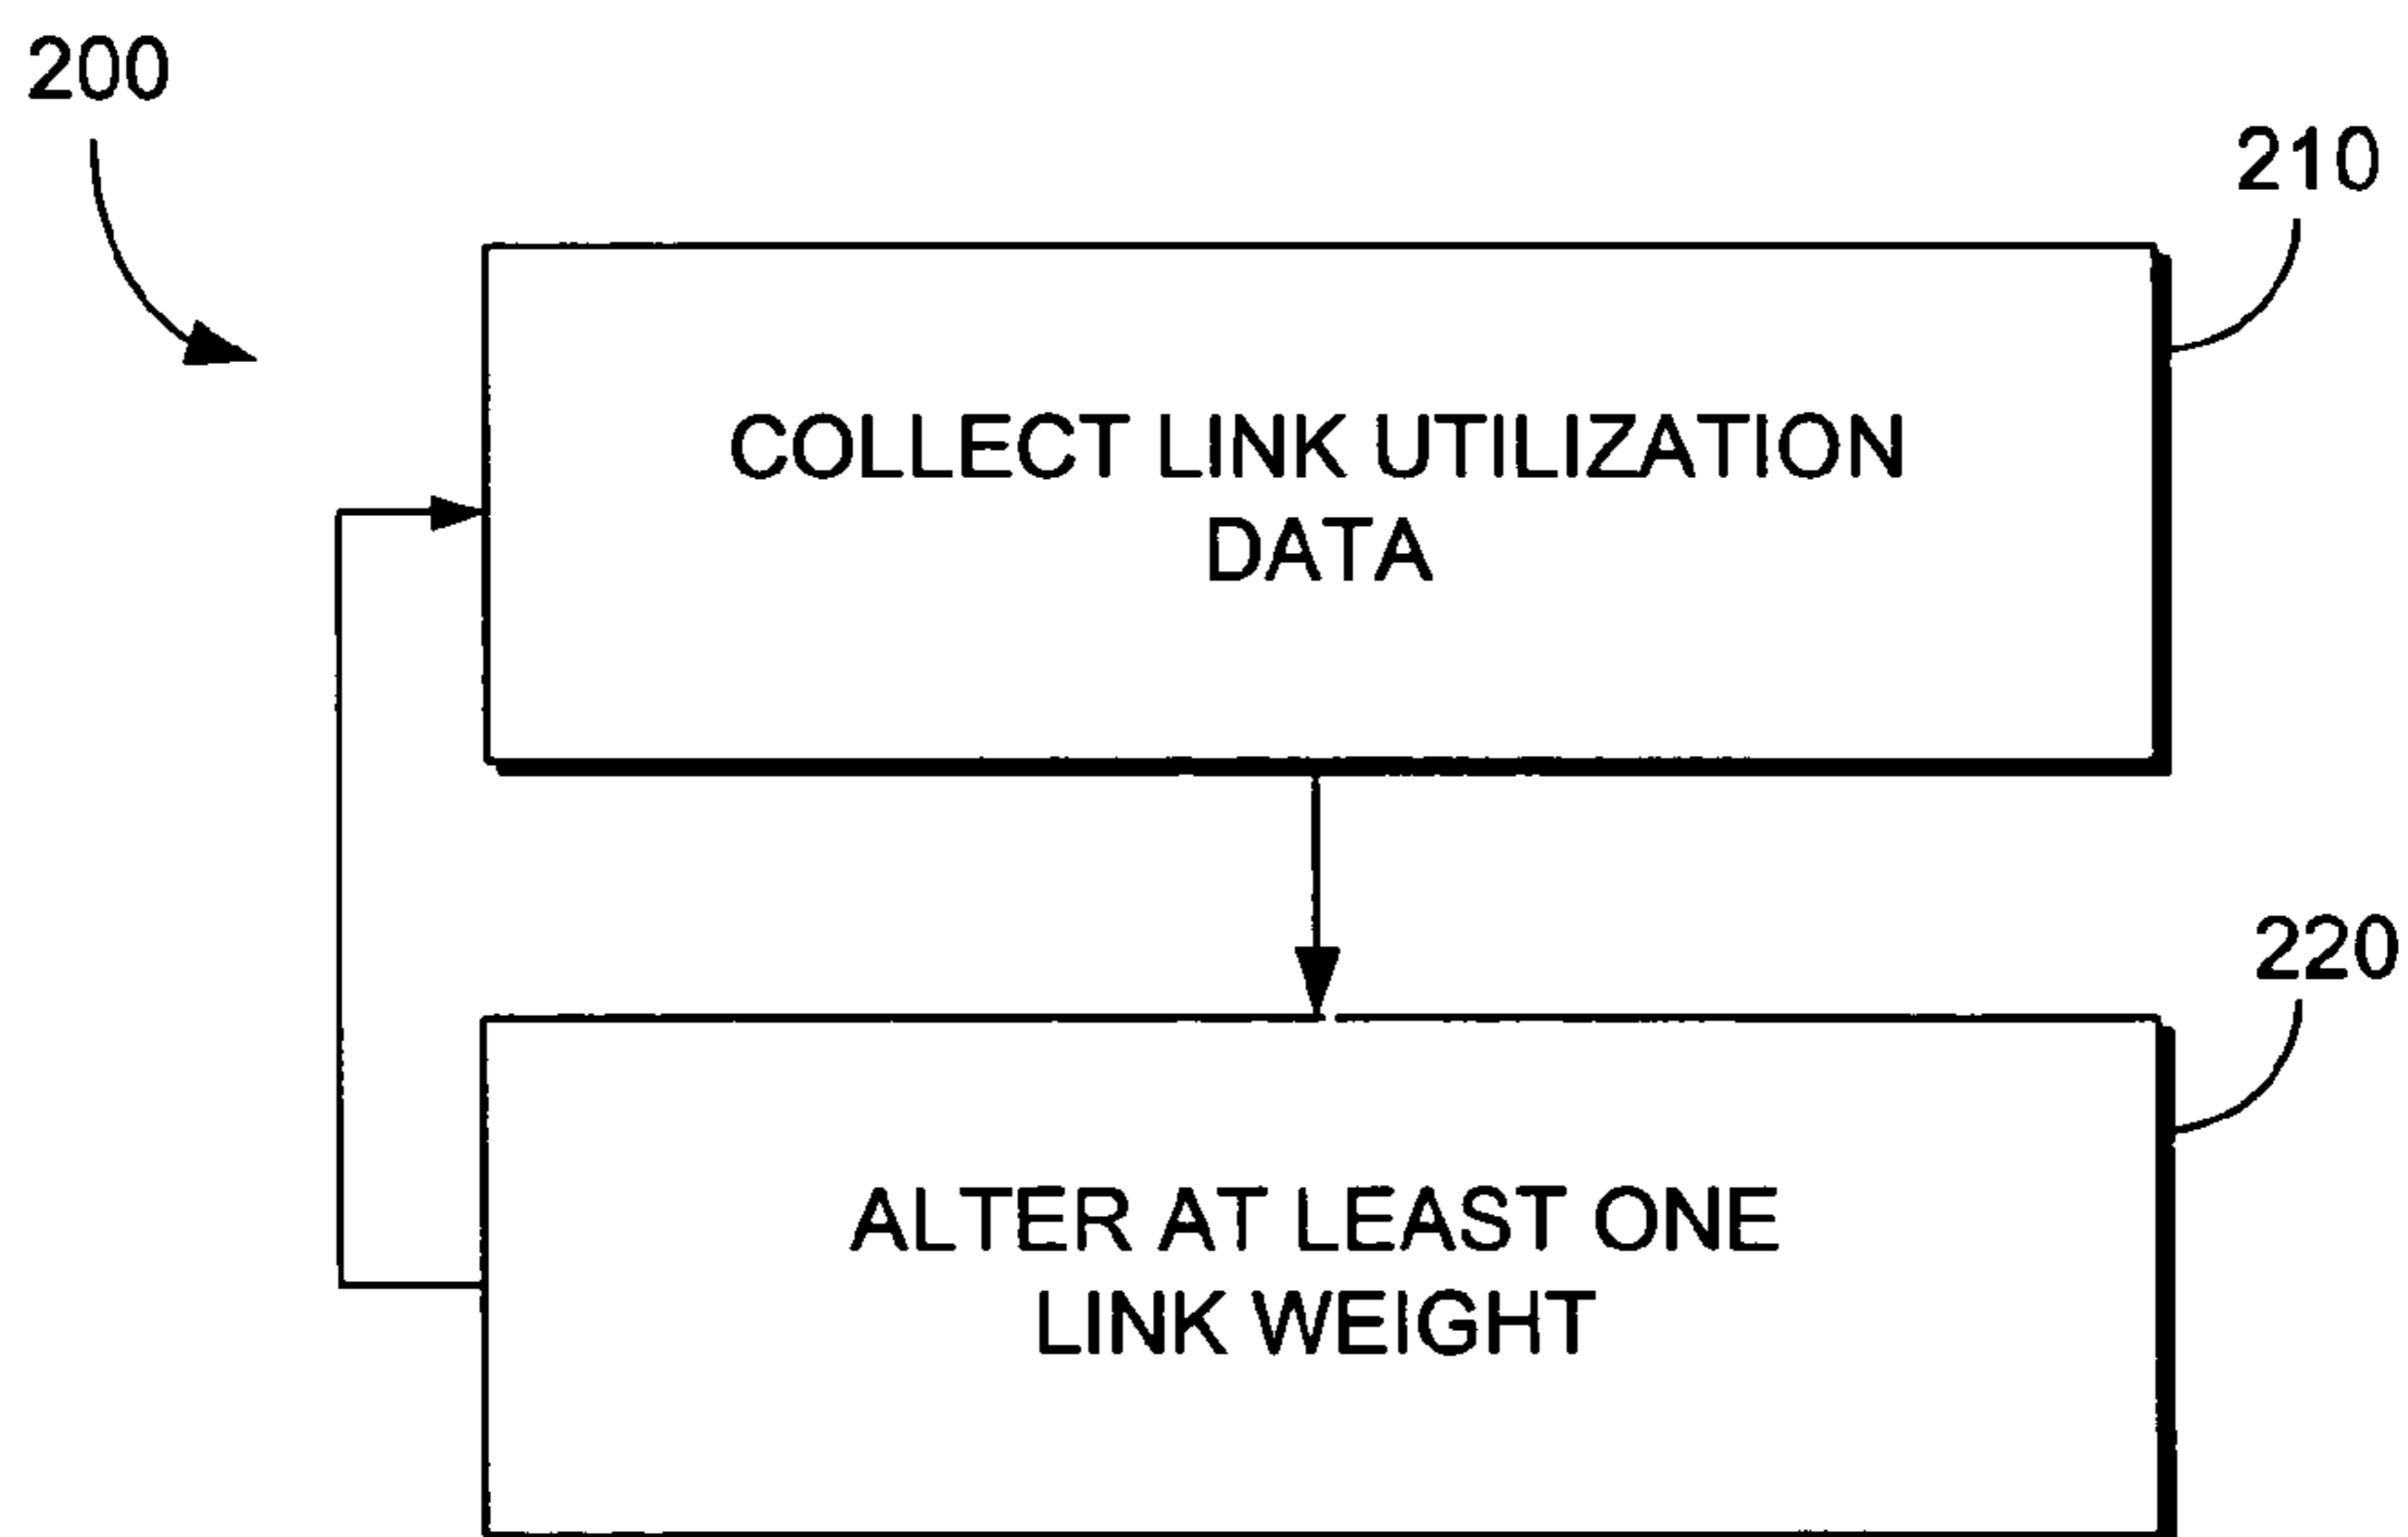 200
210
COLLECT LINK UTILIZATION
DATA
220
ALTER AT LEAST ONE
LINK WEIGHT